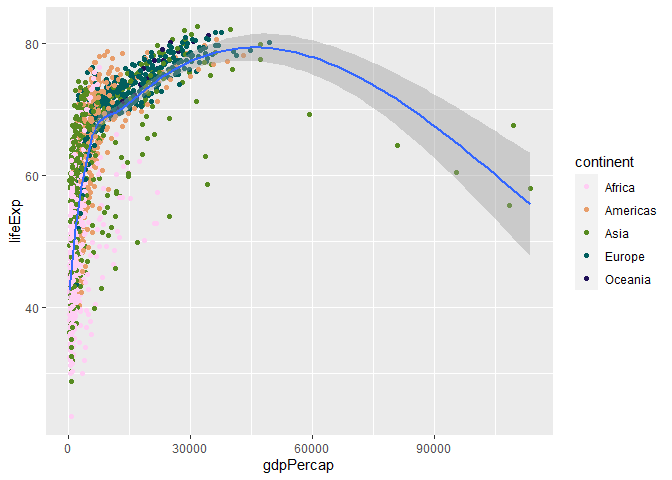 80
60
40
lifeExp
0
30000
60000
90000
gdpPercap
continent
Africa
Americas
Asia
Europe
Oceania